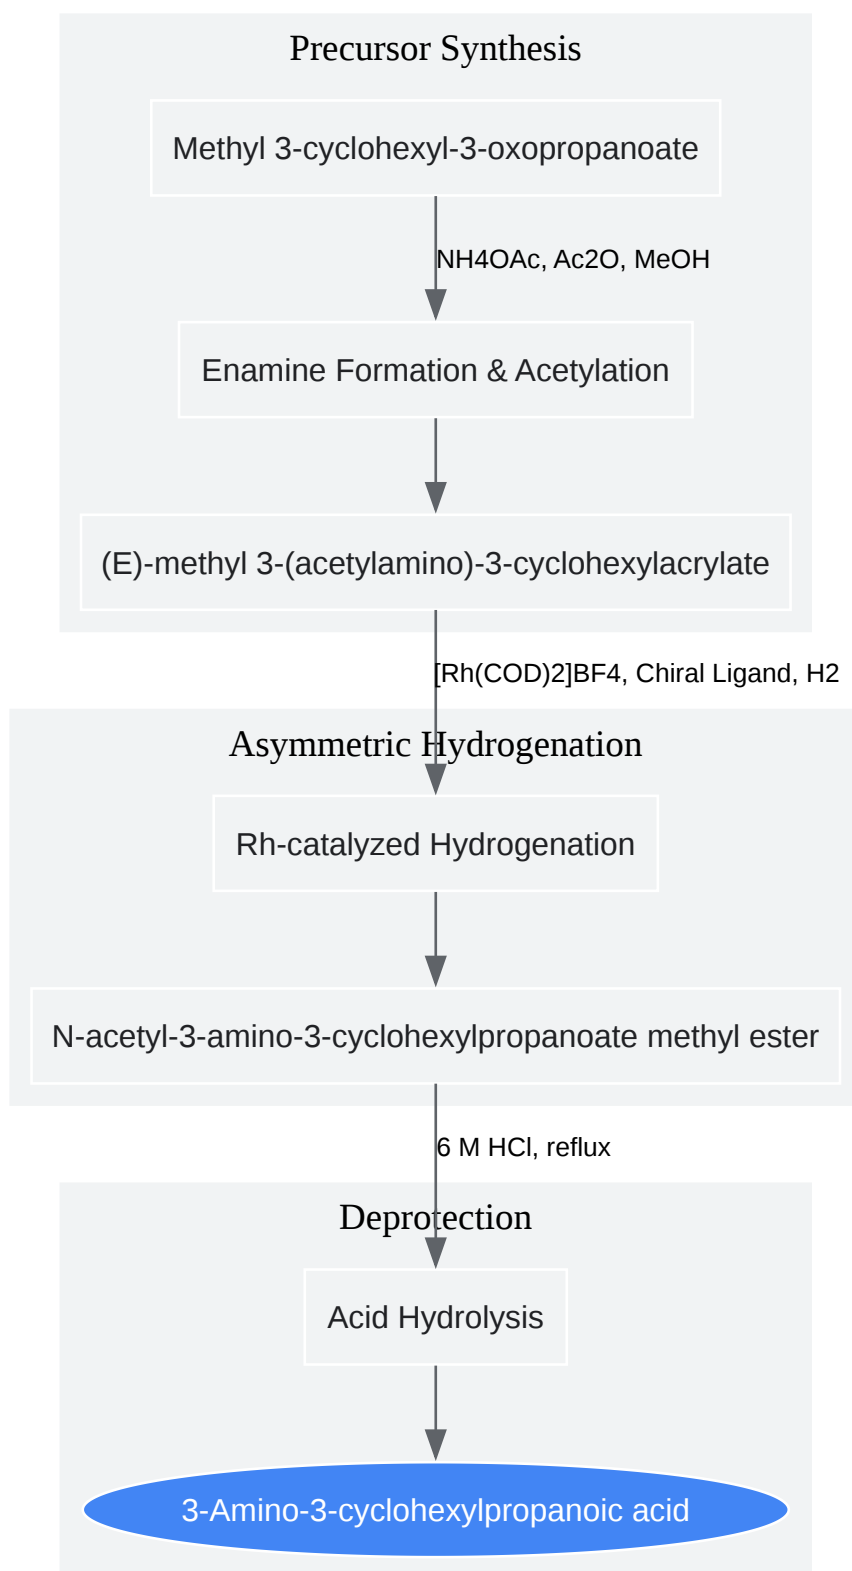 Precursor Synthesis
Methyl 3-cyclohexyl-3-oxopropanoate
NH4OAc, Ac2O, MeOH
Enamine Formation & Acetylation
(E)-methyl 3-(acetylamino)-3-cyclohexylacrylate
[Rh(COD)2]BF4, Chiral Ligand, H2
Asymmetric Hydrogenation
Rh-catalyzed Hydrogenation
N-acetyl-3-amino-3-cyclohexylpropanoate methyl ester
6 M HCl, reflux
Deprotection
Acid Hydrolysis
3-Amino-3-cyclohexylpropanoic acid